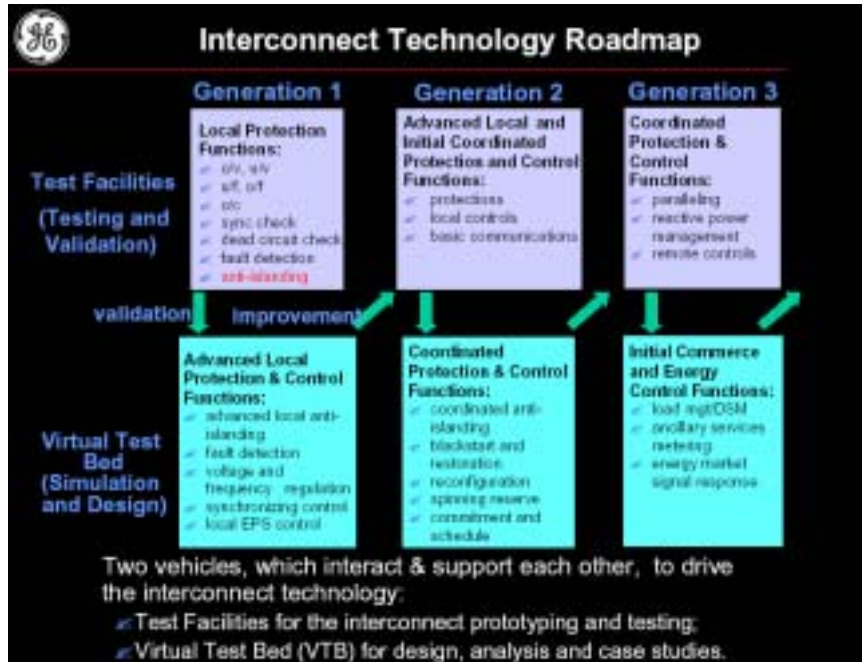 Interconnect Technology Roadmap
Generation 1
Generation 2
Generation 3
Test Facilities
(Testing and
Validation)
Local Protection
Functions:
o/v, u/v
u/f, o/f
o/c
sync check
dead circuit check
fault detection
anti-islanding
Advanced Local and
Initial Coordinated
Protection and Control
Functions:
protections
local controls
basic communications
Coordinated
Protection &
Control
Functions:
paralleling
reactive power
management
remote controls
validation
improvement
Virtual Test
Bed
(Simulation
and Design)
Advanced Local
Protection & Control
Functions:
advanced local anti-
islanding
fault detection
voltage and
frequency regulation
synchronizing control
local EPS control
Coordinated
Protection & Control
Functions:
coordinated anti-
islanding
blackstart and
restoration
reconfiguration
spinning reserve
commitment and
schedule
Initial Commerce
and Energy
Control Functions:
load mgt/DSM
ancillary services
metering
energy market
signal response
Two vehicles, which interact & support each other, to drive
the interconnect technology:
Test Facilities for the interconnect prototyping and testing;
Virtual Test Bed (VTB) for design, analysis and case studies.